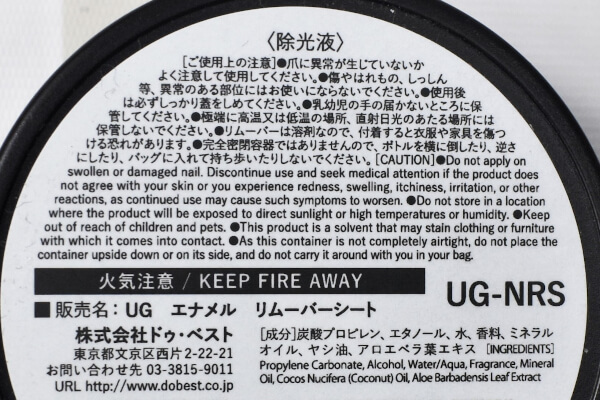 〈除光液〉
[ご使用上の注意]●爪に異常が生じていないか
よく注意して使用してください。●傷やはれもの、しっしん
等、異常のある部位にはお使いにならないでください。●使用後
は必ずしっかり蓋をしめてください。●乳幼児の手の届かないところに保
管してください。●極端に高温又は低温の場所、直射日光のあたる場所には
保管しないでください。●リムーバーは溶剤なので、付着すると衣服や家具を傷つ
ける恐れがあります。●完全密閉容器ではありませんので、ボトルを横に倒したり、逆さ
にしたり、バッグに入れて持ち歩いたりしないでください。[CAUTION]●Do not apply on
swollen or damaged nail. Discontinue use and seek medical attention if the product does
not agree with your skin or you experience redness, swelling, itchiness, irritation, or other
reactions, as continued use may cause such symptoms to worsen. ●Do not store in a location
where the product will be exposed to direct sunlight or high temperatures or humidity. ●Keep
out of reach of children and pets. ●This product is a solvent that may stain clothing or furniture
with which it comes into contact. ●As this container is not completely airtight, do not place the
container upside down or on its side, and do not carry it around with you in your bag.
火気注意 / KEEP FIRE AWAY
UG-NRS
■ 販売名: UG エナメル リムーバーシート
株式会社ドゥ・ベスト
東京都文京区西片2-22-21
お問い合わせ先 03-3815-9011
URL http://www.dobest.co.jp
[成分]炭酸プロピレン、エタノール、水、香料、ミネラル
オイル、ヤシ油、アロエベラ葉エキス [INGREDIENTS]
Propylene Carbonate, Alcohol, Water/Aqua, Fragrance, Mineral
Oil, Cocos Nucifera (Coconut) Oil, Aloe Barbadensis Leaf Extract